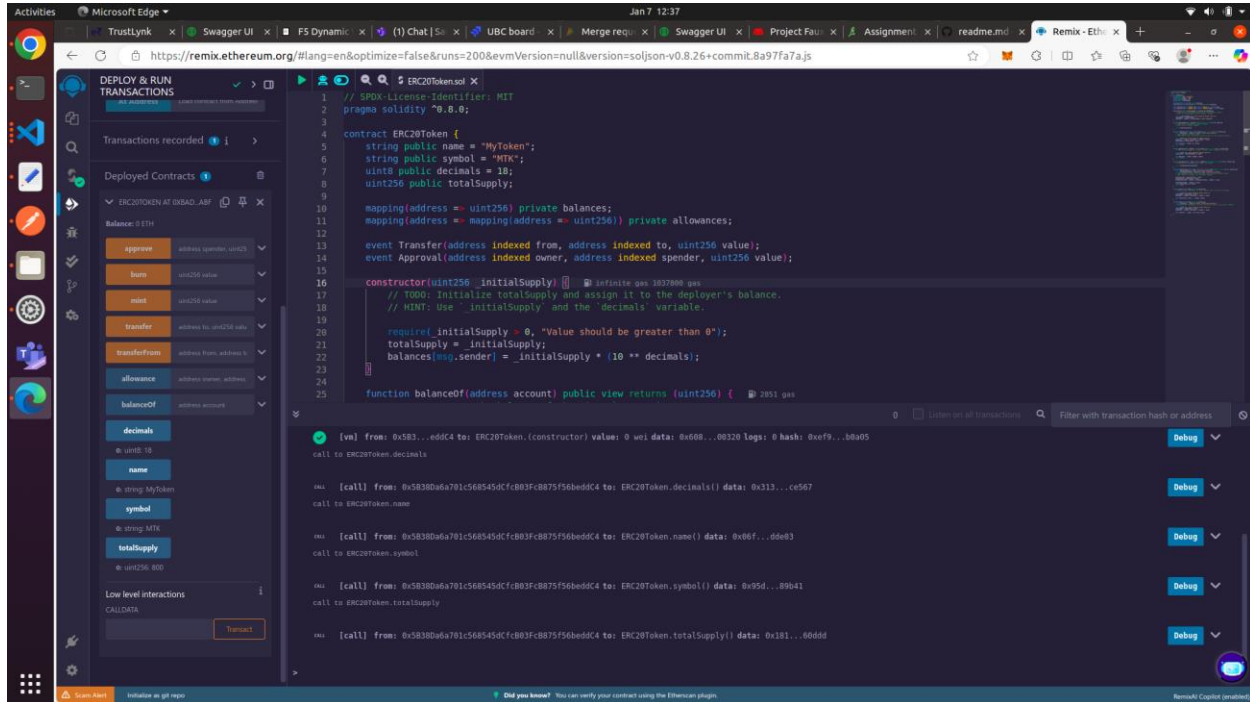 Activities
Microsoft Edge
Jan 7 12:37
TrustLynk
Swagger UI
F5 Dynamic
(1) Chat | Sa
UBC board
Merge requ
Swagger UI
Project Fau
Assignment
readme.md
Remix - Ethe
https://remix.ethereum.org/#lang=en&optimize=false&runs=200&evmVersion=null&version=soljson-v0.8.26+commit.8a97fa7a.js
DEPLOY & RUN
TRANSACTIONS
At Address
Load contract from Address
Transactions recorded 1 i
Deployed Contracts 1
ERC20TOKEN AT 0XBAD...ABF
Balance: 0 ETH
approve address spender, uint25
burn uint256 value
mint uint256 value
transfer address to, uint256 valu
transferFrom address from, address t
allowance address owner, address
balanceOf address account
decimals
0: uint8: 18
name
0: string: MyToken
symbol
0: string: MTK
totalSupply
0: uint256: 800
Low level interactions i
CALLDATA
Transact
ERC20Token.sol
1 // SPDX-License-Identifier: MIT
2 pragma solidity ^0.8.0;
3
4 contract ERC20Token {
5 string public name = "MyToken";
6 string public symbol = "MTK";
7 uint8 public decimals = 18;
8 uint256 public totalSupply;
9
10 mapping(address => uint256) private balances;
11 mapping(address => mapping(address => uint256)) private allowances;
12
13 event Transfer(address indexed from, address indexed to, uint256 value);
14 event Approval(address indexed owner, address indexed spender, uint256 value);
15
16 constructor(uint256 _initialSupply) { infinite gas 1037000 gas
17 // TODO: Initialize totalSupply and assign it to the deployer's balance.
18 // HINT: Use `_initialSupply` and the `decimals` variable.
19
20 require(_initialSupply > 0, "Value should be greater than 0");
21 totalSupply = _initialSupply;
22 balances[msg.sender] = _initialSupply * (10 ** decimals);
23 }
24
25 function balanceOf(address account) public view returns (uint256) { 2851 gas
0 Listen on all transactions Filter with transaction hash or address
[vm] from: 0x5B3...eddC4 to: ERC20Token.(constructor) value: 0 wei data: 0x608...00320 logs: 0 hash: 0xef9...b0a05 Debug
call to ERC20Token.decimals
CALL [call] from: 0x5B38Da6a701c568545dCfcB03FcB875f56beddC4 to: ERC20Token.decimals() data: 0x313...ce567 Debug
call to ERC20Token.name
CALL [call] from: 0x5B38Da6a701c568545dCfcB03FcB875f56beddC4 to: ERC20Token.name() data: 0x06f...dde03 Debug
call to ERC20Token.symbol
CALL [call] from: 0x5B38Da6a701c568545dCfcB03FcB875f56beddC4 to: ERC20Token.symbol() data: 0x95d...89b41 Debug
call to ERC20Token.totalSupply
CALL [call] from: 0x5B38Da6a701c568545dCfcB03FcB875f56beddC4 to: ERC20Token.totalSupply() data: 0x181...60ddd Debug
>
Scam Alert
Initialize as git repo
Did you know? You can verify your contract using the Etherscan plugin.
RemixAI Copilot (enabled)